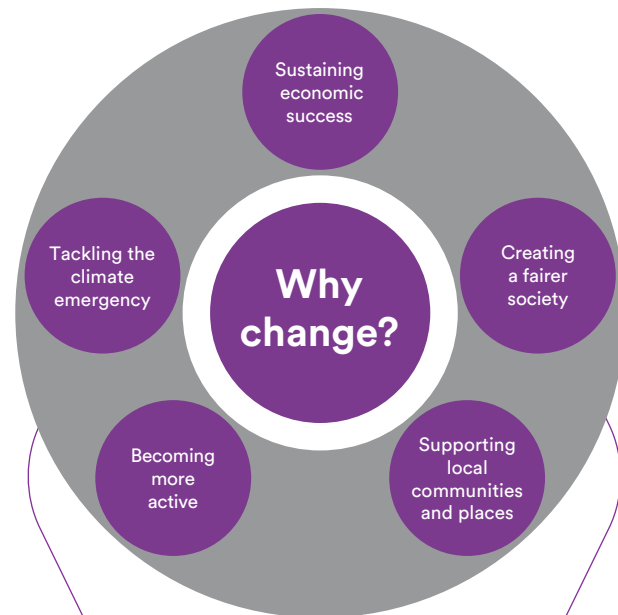 Sustaining
economic
success
Tackling the
climate
emergency
Why
change?
Creating
a fairer
society
Becoming
more
active
Supporting
local
communities
and places